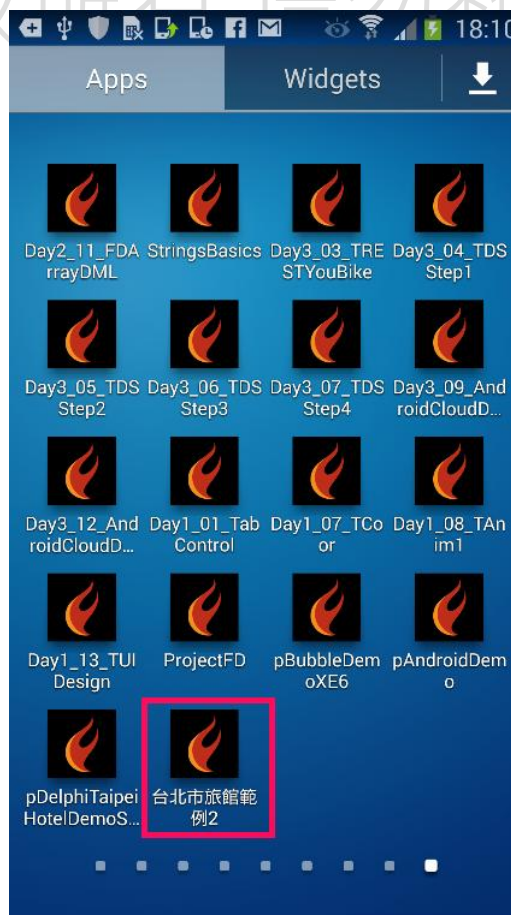 18:10
Apps Widgets
Day2_11_FDA StringsBasics Day3_03_TRE Day3_04_TDS
rrayDML STYouBike Step1
Day3_05_TDS Day3_06_TDS Day3_07_TDS Day3_09_And
Step2 Step3 Step4 roidCloudD...
Day3_12_And Day1_01_Tab Day1_07_TCo Day1_08_TAn
roidCloudD... Control or im1
Day1_13_TUI ProjectFD pBubbleDem pAndroidDem
Design oXE6 o
pDelphiTaipei 台北市旅館範
HotelDemoS... 例2